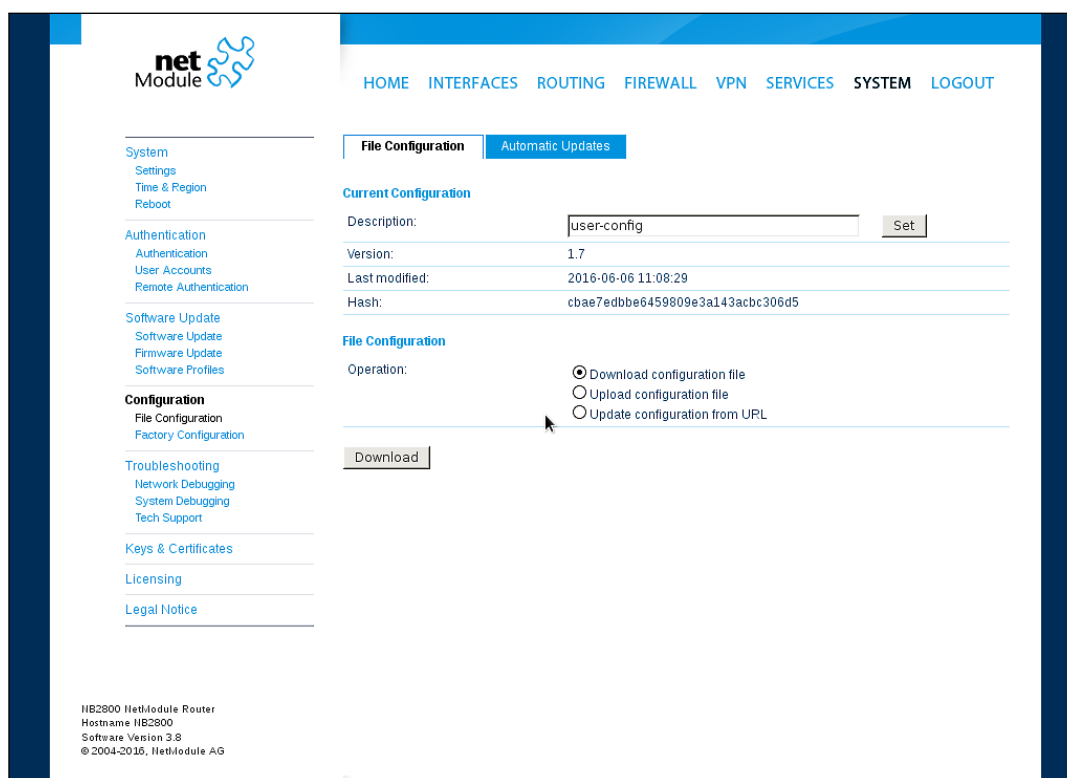 net
Module
HOME INTERFACES ROUTING FIREWALL VPN SERVICES SYSTEM LOGOUT
System
Settings
Time & Region
Reboot
Authentication
Authentication
User Accounts
Remote Authentication
Software Update
Software Update
Firmware Update
Software Profiles
Configuration
File Configuration
Factory Configuration
Troubleshooting
Network Debugging
System Debugging
Tech Support
Keys & Certificates
Licensing
Legal Notice
File Configuration Automatic Updates
Current Configuration
Description: user-config Set
Version: 1.7
Last modified: 2016-06-06 11:08:29
Hash: cbae7edbbe6459809e3a143acbc306d5
File Configuration
Operation: Download configuration file
Upload configuration file
Update configuration from URL
Download
NB2800 NetModule Router
Hostname NB2800
Software Version 3.8
© 2004-2016, NetModule AG